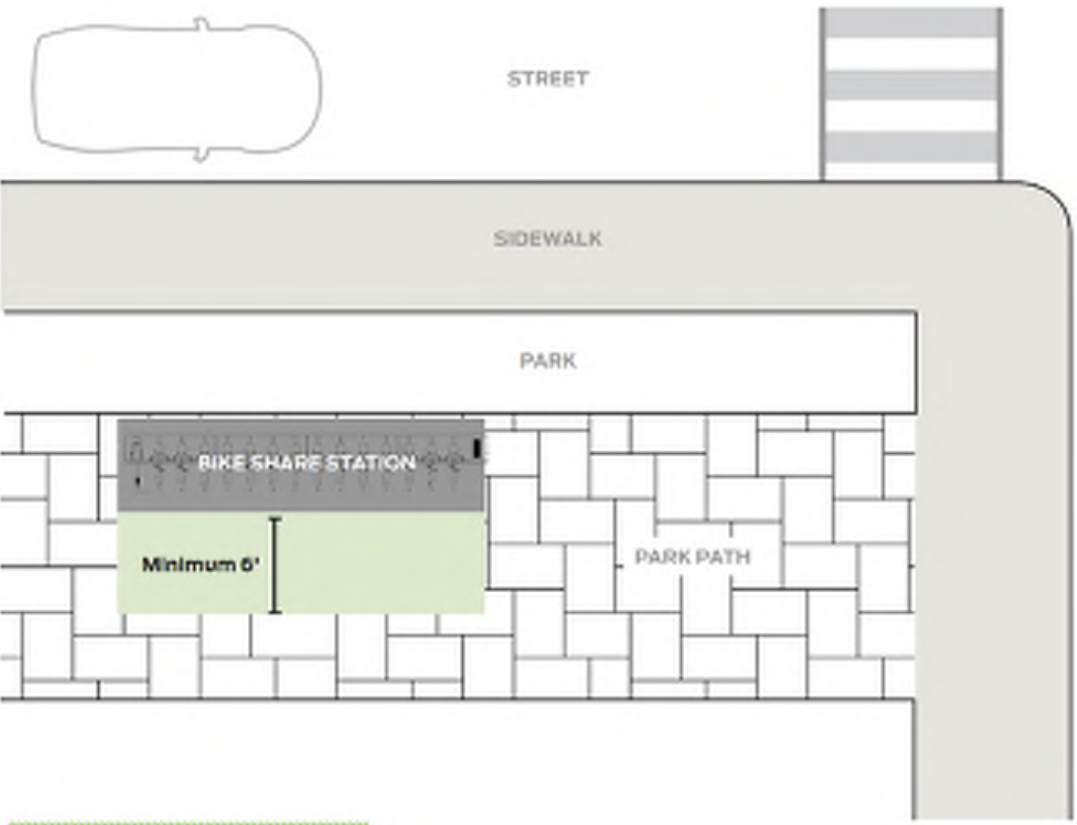 STREET
SIDEWALK
PARK
BIKE SHARE STATION
Minimum 6'
PARK PATH